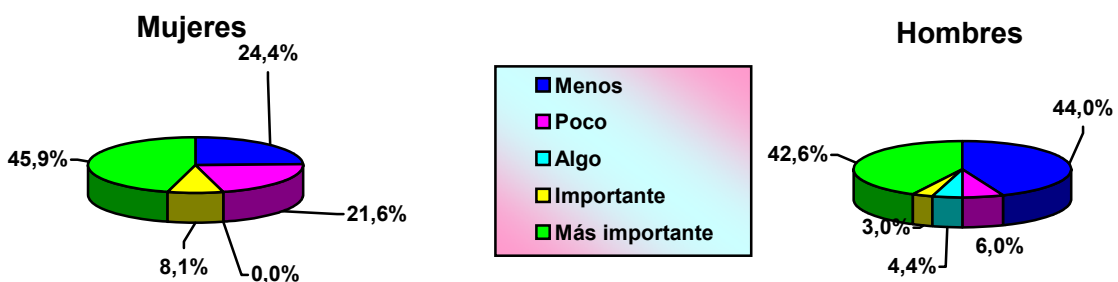 Mujeres
24,4%
45,9%
21,6%
8,1%
0,0%
Menos
Poco
Algo
Importante
Más importante
Hombres
44,0%
42,6%
3,0%
6,0%
4,4%